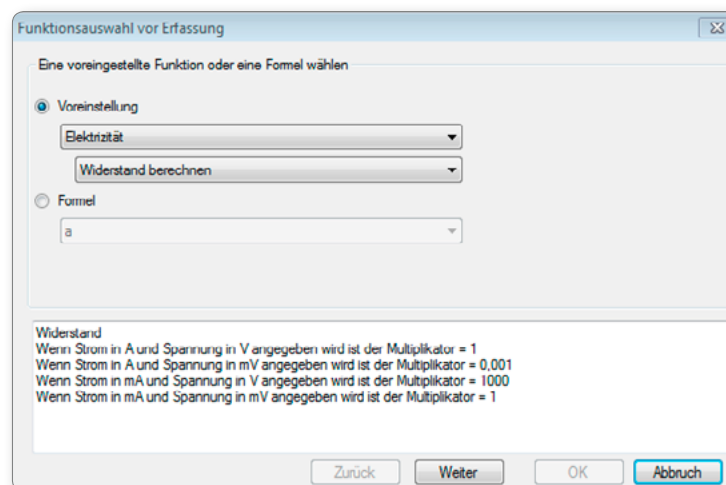 Funktionsauswahl vor Erfassung
Eine voreingestellte Funktion oder eine Formel wählen
Voreinstellung
Elektrizität
Widerstand berechnen
Formel
a
Widerstand
Wenn Strom in A und Spannung in V angegeben wird ist der Multiplikator = 1
Wenn Strom in A und Spannung in mV angegeben wird ist der Multiplikator = 0,001
Wenn Strom in mA und Spannung in V angegeben wird ist der Multiplikator = 1000
Wenn Strom in mA und Spannung in mV angegeben wird ist der Multiplikator = 1
Zurück Weiter OK Abbruch